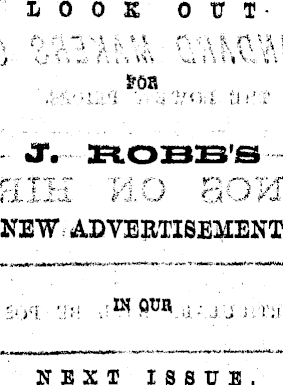 LOOK OUT
FOR
J. ROBB'S
NEW ADVERTISEMENT
IN OUR
NEXT ISSUE.